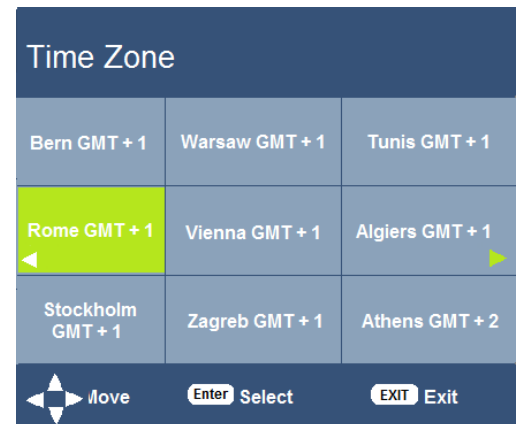 Time Zone
Bern GMT + 1 Warsaw GMT + 1 Tunis GMT + 1
Rome GMT + 1 Vienna GMT + 1 Algiers GMT + 1
Stockholm
GMT + 1 Zagreb GMT + 1 Athens GMT + 2
Move Enter Select EXIT Exit